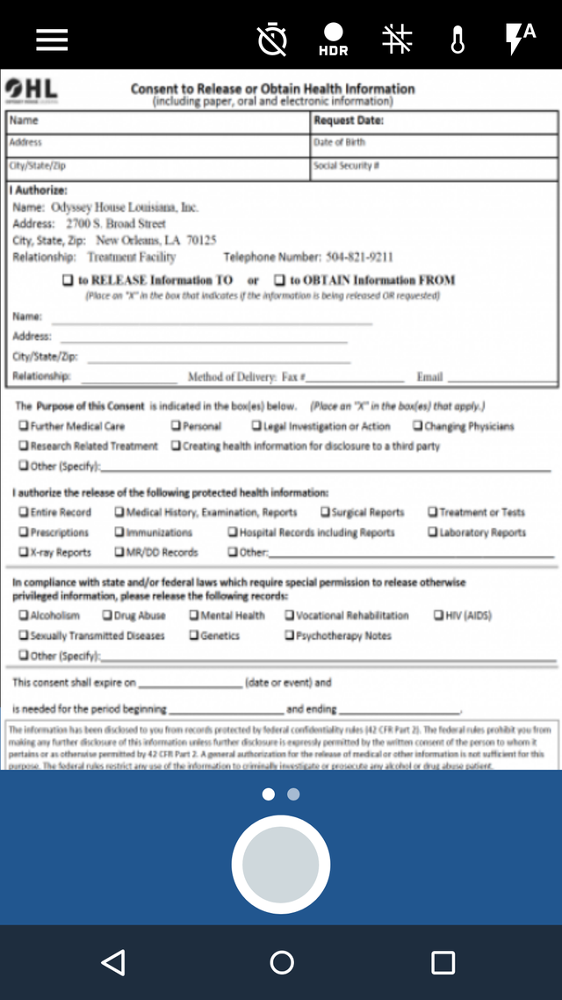 HDR
A
OHL
Consent to Release or Obtain Health Information
(including paper, oral and electronic information)
Name Request Date:
Address Date of Birth
City/State/Zip Social Security #
I Authorize:
Name: Odyssey House Louisiana, Inc.
Address: 2700 S. Broad Street
City, State, Zip: New Orleans, LA 70125
Relationship: Treatment Facility Telephone Number: 504-821-9211
❑ to RELEASE Information TO or ❑ to OBTAIN Information FROM
(Place an "X" in the box that indicates if the information is being released OR requested)
Name: ____
Address: ____
City/State/Zip: ____
Relationship: ____ Method of Delivery: Fax #____ Email ____
The Purpose of this Consent is indicated in the box(es) below. (Place an "X" in the box(es) that apply.)
❑ Further Medical Care ❑ Personal ❑ Legal Investigation or Action ❑ Changing Physicians
❑ Research Related Treatment ❑ Creating health information for disclosure to a third party
❑ Other (Specify):____
I authorize the release of the following protected health information:
❑ Entire Record ❑ Medical History, Examination, Reports ❑ Surgical Reports ❑ Treatment or Tests
❑ Prescriptions ❑ Immunizations ❑ Hospital Records including Reports ❑ Laboratory Reports
❑ X-ray Reports ❑ MR/DD Records ❑ Other:____
In compliance with state and/or federal laws which require special permission to release otherwise
privileged information, please release the following records:
❑ Alcoholism ❑ Drug Abuse ❑ Mental Health ❑ Vocational Rehabilitation ❑ HIV (AIDS)
❑ Sexually Transmitted Diseases ❑ Genetics ❑ Psychotherapy Notes
❑ Other (Specify):____
This consent shall expire on ____ (date or event) and
is needed for the period beginning ____ and ending ____.
The information has been disclosed to you from records protected by federal confidentiality rules (42 CFR Part 2). The federal rules prohibit you from
making any further disclosure of this information unless further disclosure is expressly permitted by the written consent of the person to whom it
pertains or as otherwise permitted by 42 CFR Part 2. A general authorization for the release of medical or other information is not sufficient for this
purpose. The federal rules restrict any use of the information to criminally investigate or prosecute any alcohol or drug abuse patient.